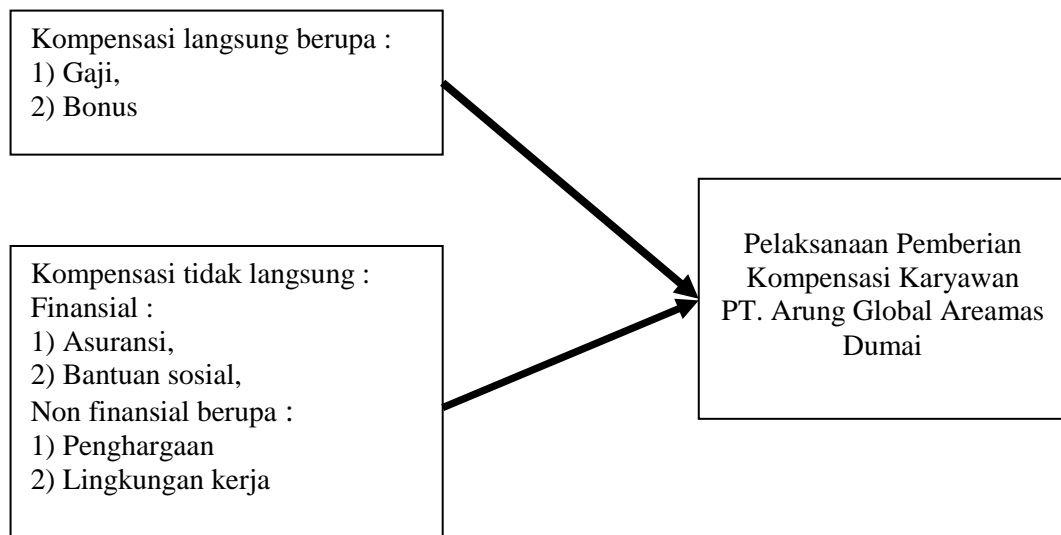 Kompensasi langsung berupa :
1) Gaji,
2) Bonus
Kompensasi tidak langsung :
Finansial :
1) Asuransi,
2) Bantuan sosial,
Non finansial berupa :
1) Penghargaan
2) Lingkungan kerja
Pelaksanaan Pemberian
Kompensasi Karyawan
PT. Arung Global Areamas
Dumai